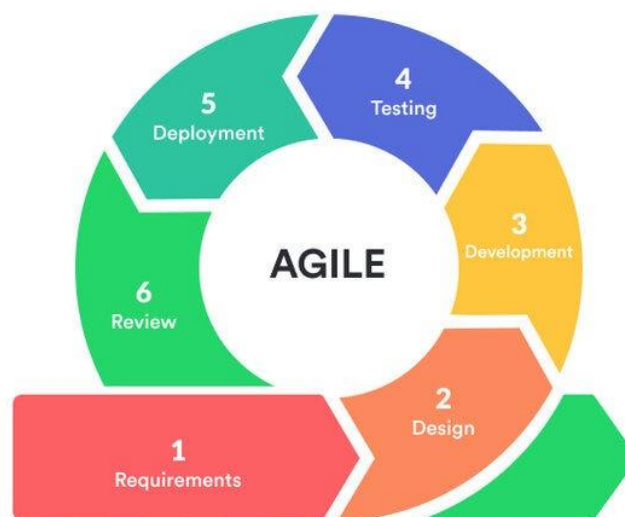 AGILE
1
Requirements
2
Design
3
Development
4
Testing
5
Deployment
6
Review